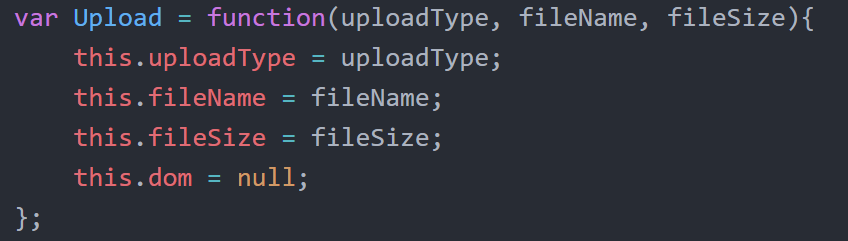 var Upload = function(uploadType, fileName, fileSize){
    this.uploadType = uploadType;
    this.fileName = fileName;
    this.fileSize = fileSize;
    this.dom = null;
};